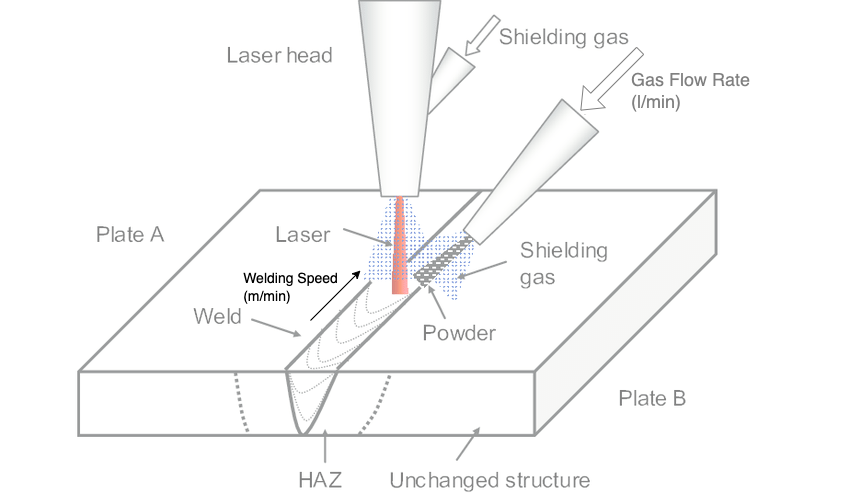 Shielding gas
Laser head
Gas Flow Rate
(l/min)
Plate A
Laser
Shielding
gas
Welding Speed
(m/min)
Weld
Powder
Plate B
HAZ
Unchanged structure